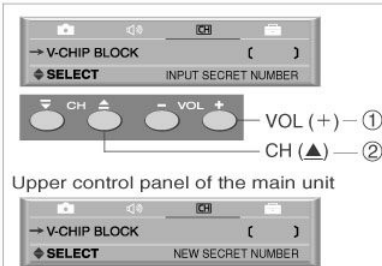 CH
→ V-CHIP BLOCK ( )
◆ SELECT INPUT SECRET NUMBER
▼ CH ▲ − VOL +
VOL (+) — ①
CH (▲) — ②
Upper control panel of the main unit
CH
→ V-CHIP BLOCK ( )
◆ SELECT NEW SECRET NUMBER